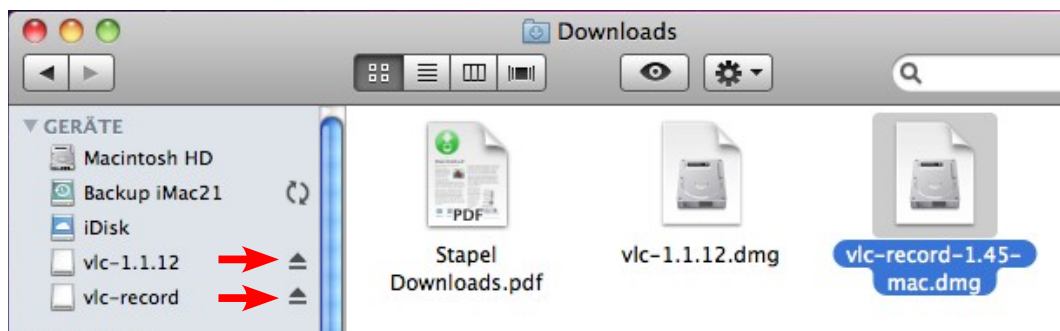 Downloads
GERÄTE
Macintosh HD
Backup iMac21
iDisk
vlc-1.1.12
vlc-record
PDF
Stapel
Downloads.pdf
vlc-1.1.12.dmg
vlc-record-1.45-
mac.dmg